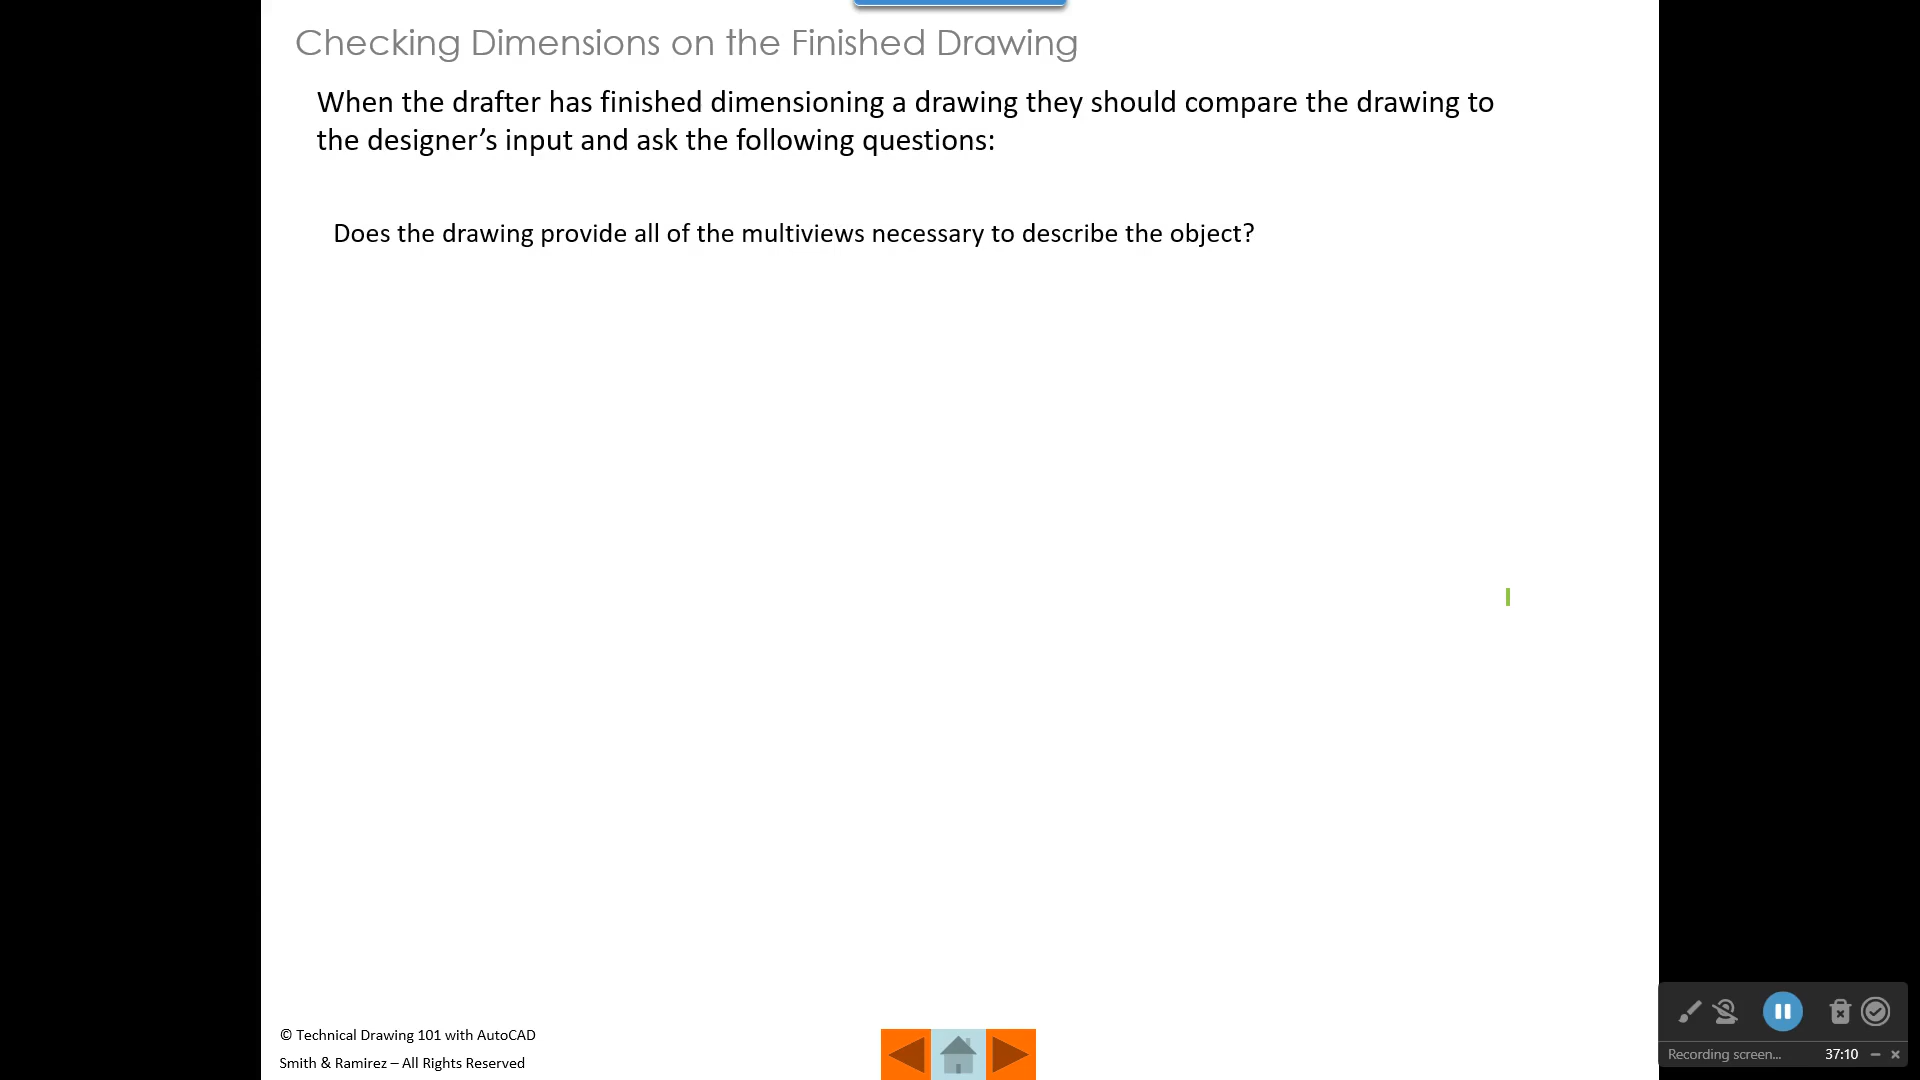 Checking Dimensions on the Finished Drawing
When the drafter has finished dimensioning a drawing they should compare the drawing to
the designer’s input and ask the following questions:
Does the drawing provide all of the multiviews necessary to describe the object?
© Technical Drawing 101 with AutoCAD
Smith & Ramirez – All Rights Reserved
Recording screen... 37:10